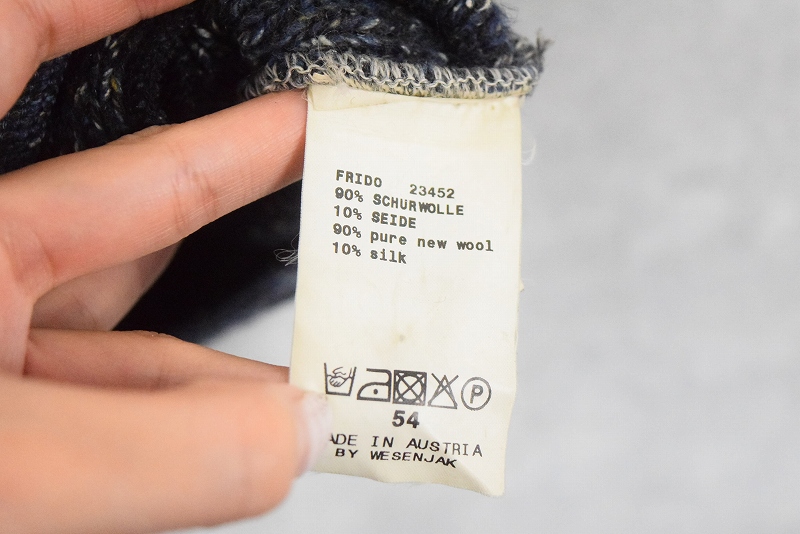 FRIDO 23452
90% SCHURWOLLE
10% SEIDE
90% pure new wool
10% silk
P
54
ADE IN AUSTRIA
BY WESENJAK